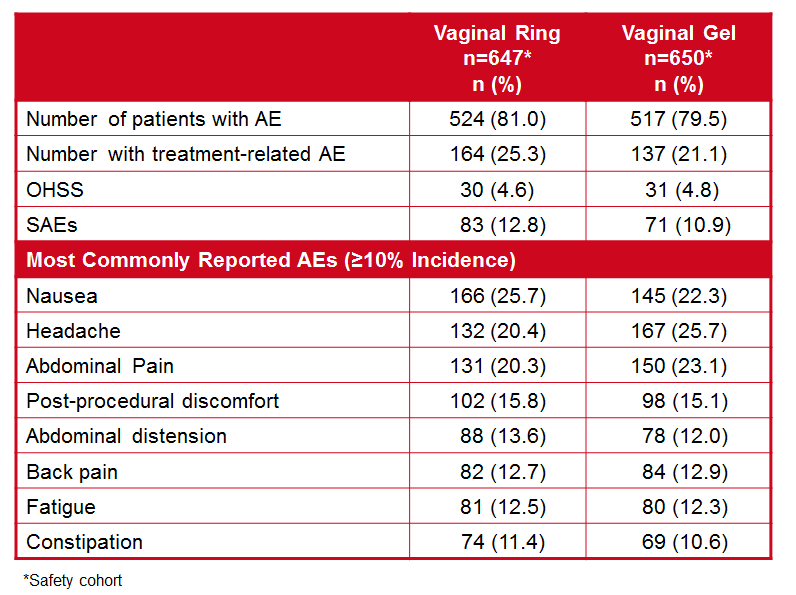 Vaginal Ring Vaginal Gel
n=647* n=650*
n (%) n (%)
Number of patients with AE 524 (81.0) 517 (79.5)
Number with treatment-related AE 164 (25.3) 137 (21.1)
OHSS 30 (4.6) 31 (4.8)
SAEs 83 (12.8) 71 (10.9)
Most Commonly Reported AEs (≥10% Incidence)
Nausea 166 (25.7) 145 (22.3)
Headache 132 (20.4) 167 (25.7)
Abdominal Pain 131 (20.3) 150 (23.1)
Post-procedural discomfort 102 (15.8) 98 (15.1)
Abdominal distension 88 (13.6) 78 (12.0)
Back pain 82 (12.7) 84 (12.9)
Fatigue 81 (12.5) 80 (12.3)
Constipation 74 (11.4) 69 (10.6)
*Safety cohort